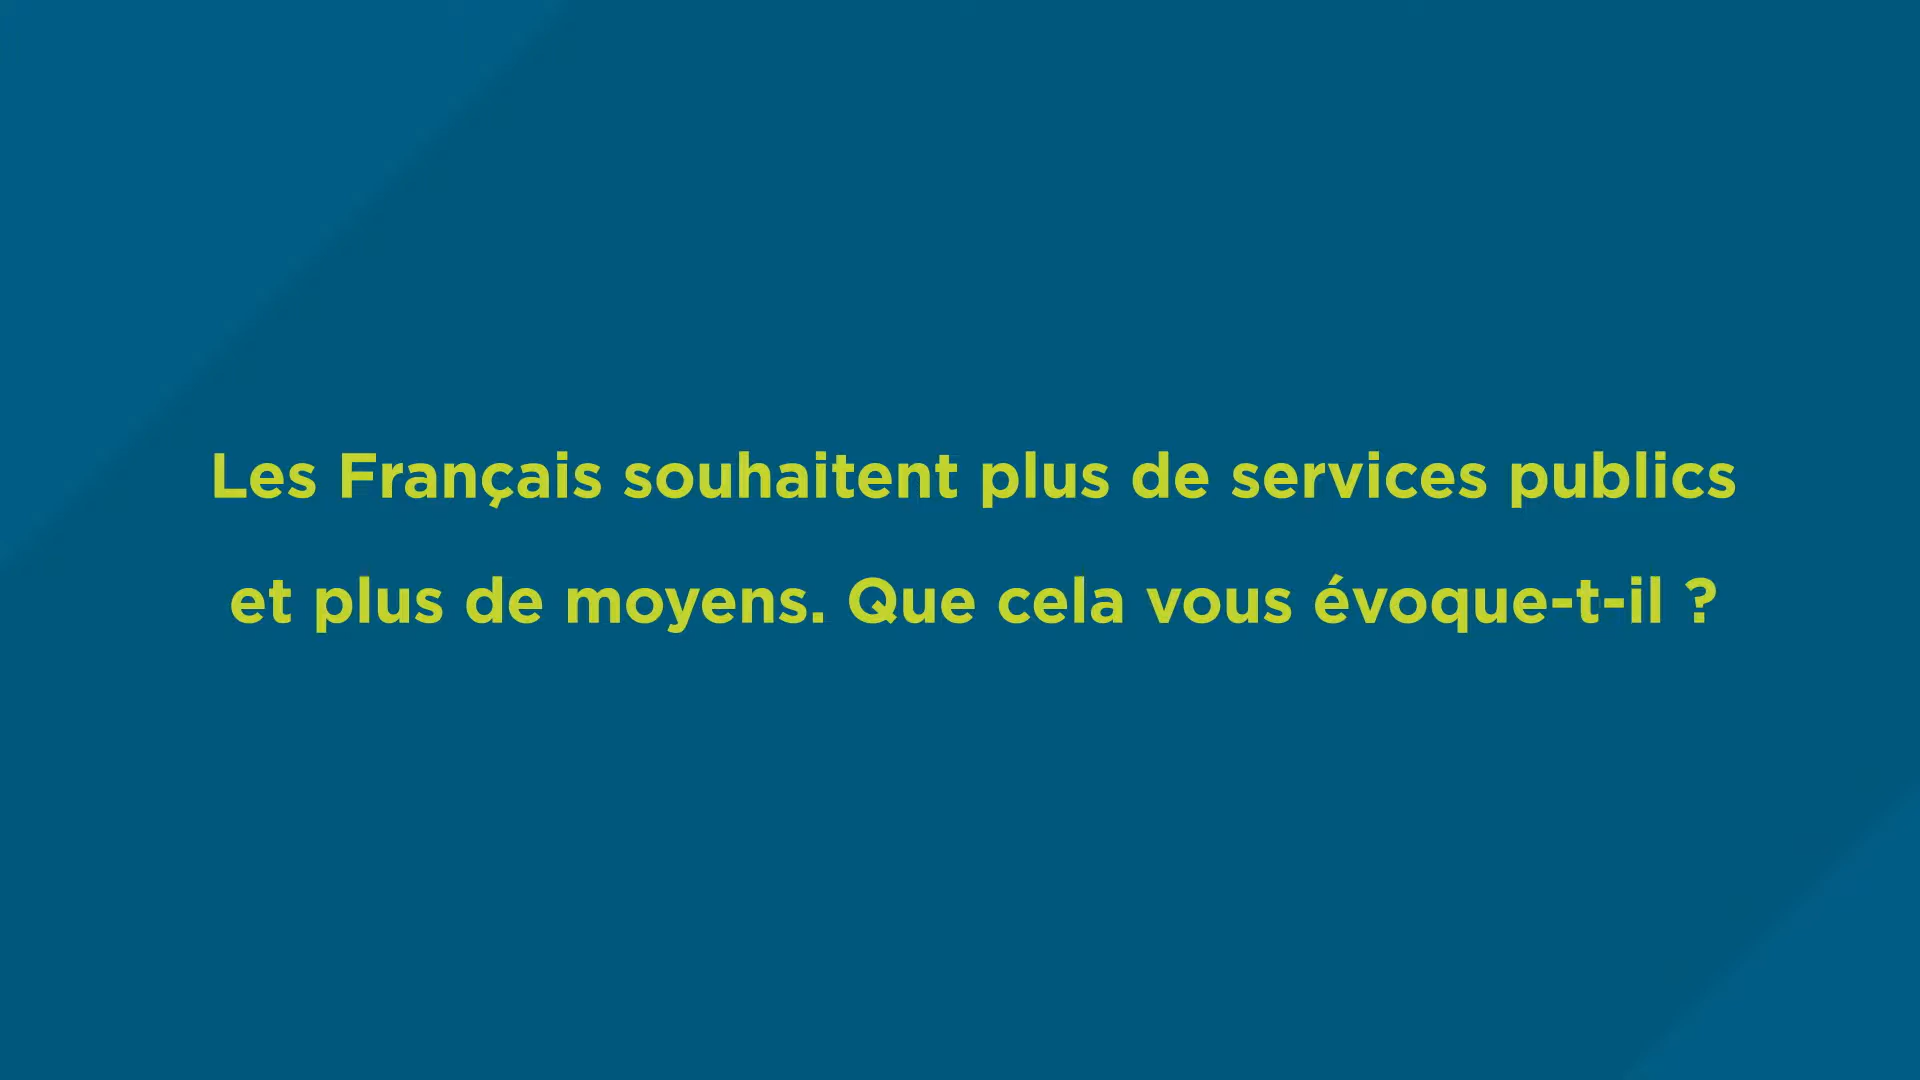 Les Français souhaitent plus de services publics
et plus de moyens. Que cela vous évoque-t-il ?